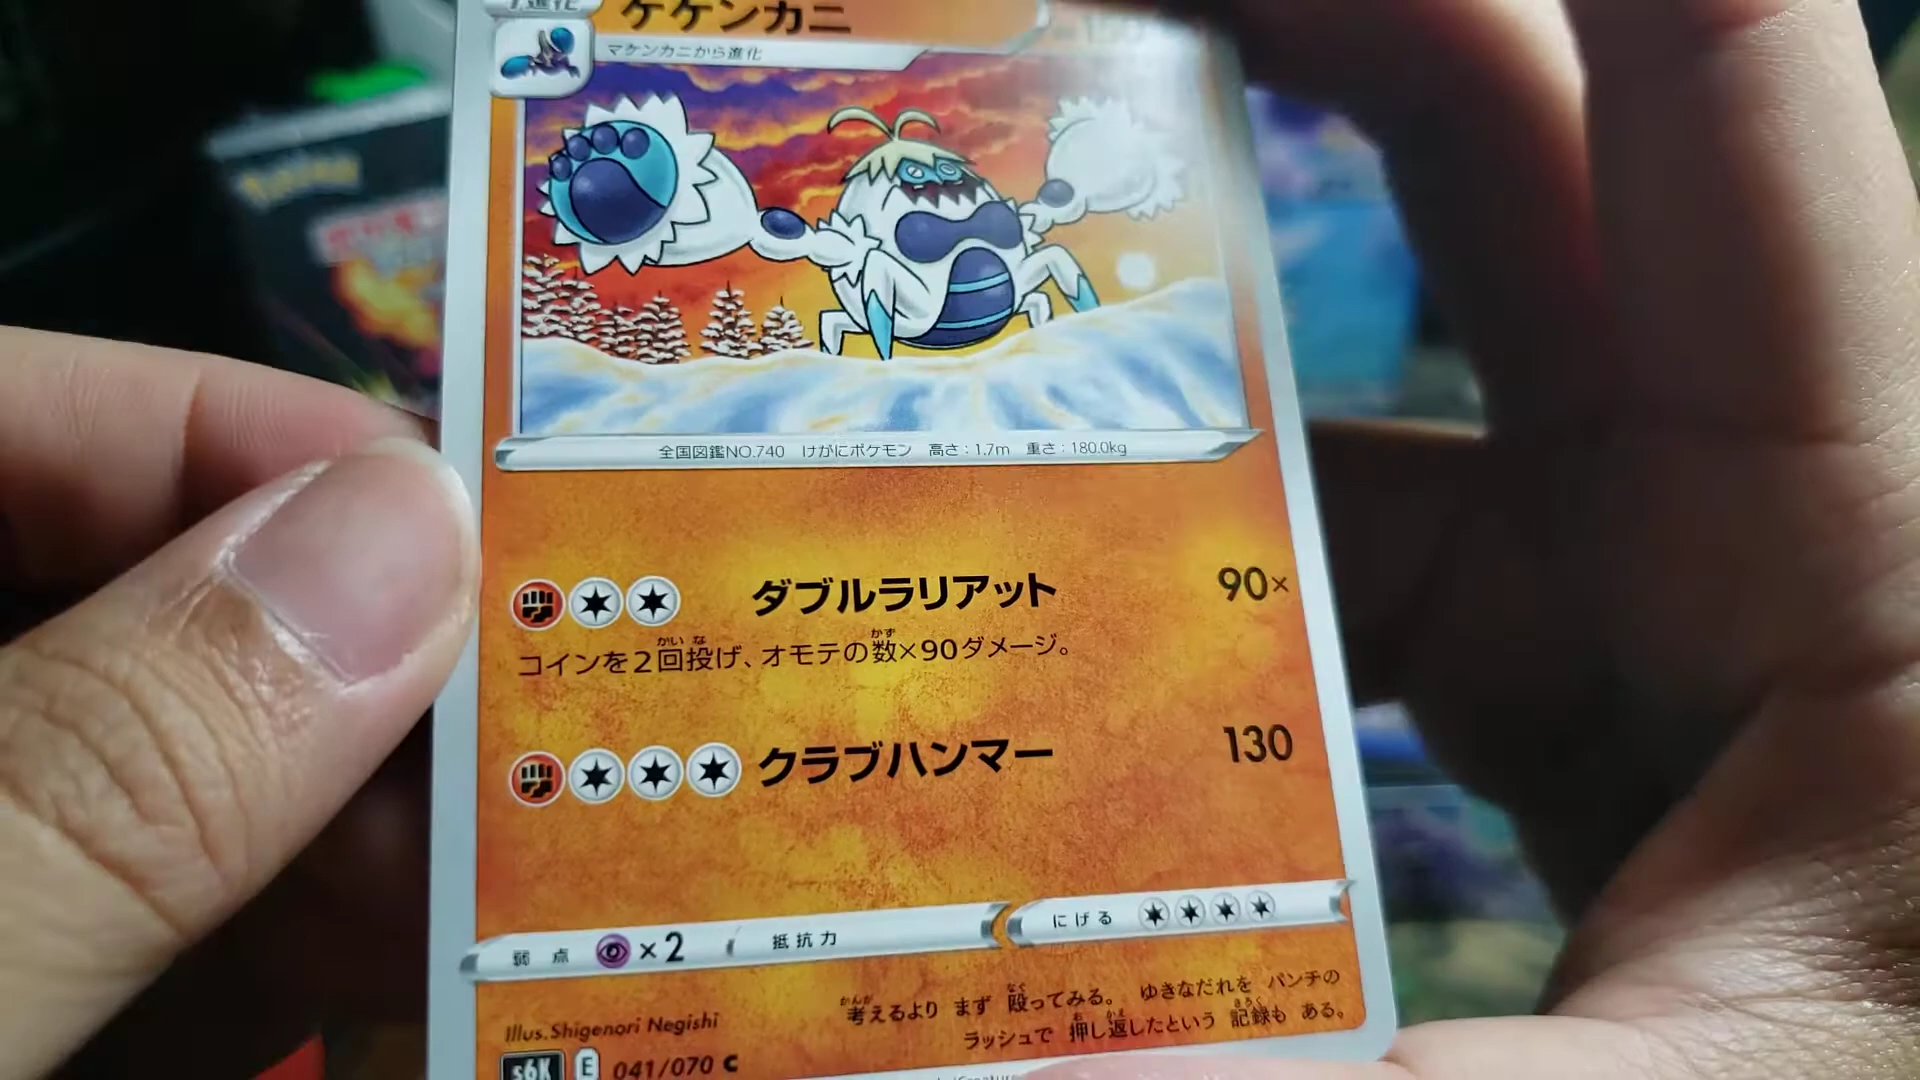 1進化
ケケンカニ
マケンカニから進化
Pokémon
全国図鑑NO.740 けがにポケモン 高さ:1.7m 重さ:180.0kg
ダブルラリアット 90×
コインを2回投げ、オモテの数×90ダメージ。
クラブハンマー 130
弱点 ×2 抵抗力 にげる
考えるより まず 殴ってみる。 ゆきなだれを パンチの
ラッシュで 押し返したという 記録も ある。
Illus.Shigenori Negishi
s6K E 041/070 C